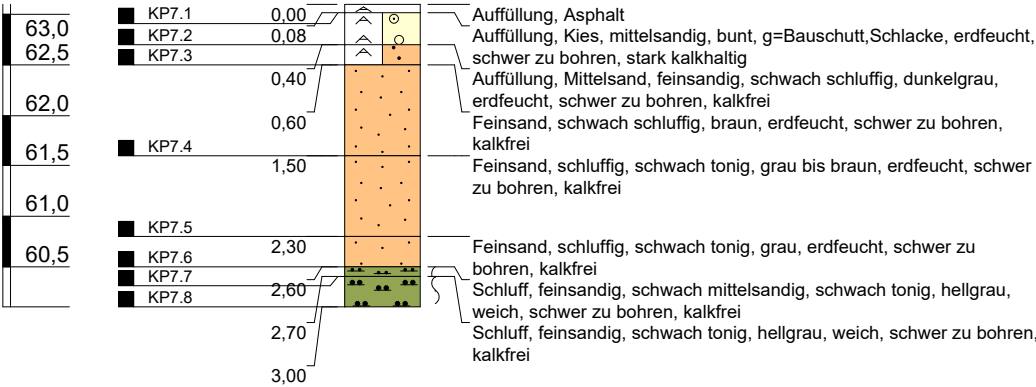 63,0
62,5
62,0
61,5
61,0
60,5
KP7.1
KP7.2
KP7.3
KP7.4
KP7.5
KP7.6
KP7.7
KP7.8
0,00
0,08
0,40
0,60
1,50
2,30
2,60
2,70
3,00
Auffüllung, Asphalt
Auffüllung, Kies, mittelsandig, bunt, g=Bauschutt,Schlacke, erdfeucht,
schwer zu bohren, stark kalkhaltig
Auffüllung, Mittelsand, feinsandig, schwach schluffig, dunkelgrau,
erdfeucht, schwer zu bohren, kalkfrei
Feinsand, schwach schluffig, braun, erdfeucht, schwer zu bohren,
kalkfrei
Feinsand, schluffig, schwach tonig, grau bis braun, erdfeucht, schwer
zu bohren, kalkfrei
Feinsand, schluffig, schwach tonig, grau, erdfeucht, schwer zu
bohren, kalkfrei
Schluff, feinsandig, schwach mittelsandig, schwach tonig, hellgrau,
weich, schwer zu bohren, kalkfrei
Schluff, feinsandig, schwach tonig, hellgrau, weich, schwer zu bohren,
kalkfrei